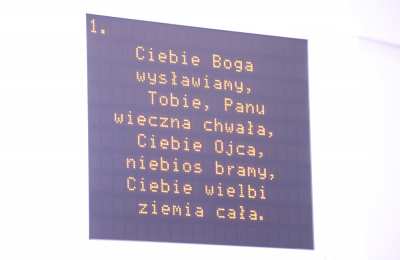 1.
Ciebie Boga
wysławiamy,
Tobie, Panu
wieczna chwała,
Ciebie Ojca,
niebios bramy,
Ciebie wielbi
ziemia cała.